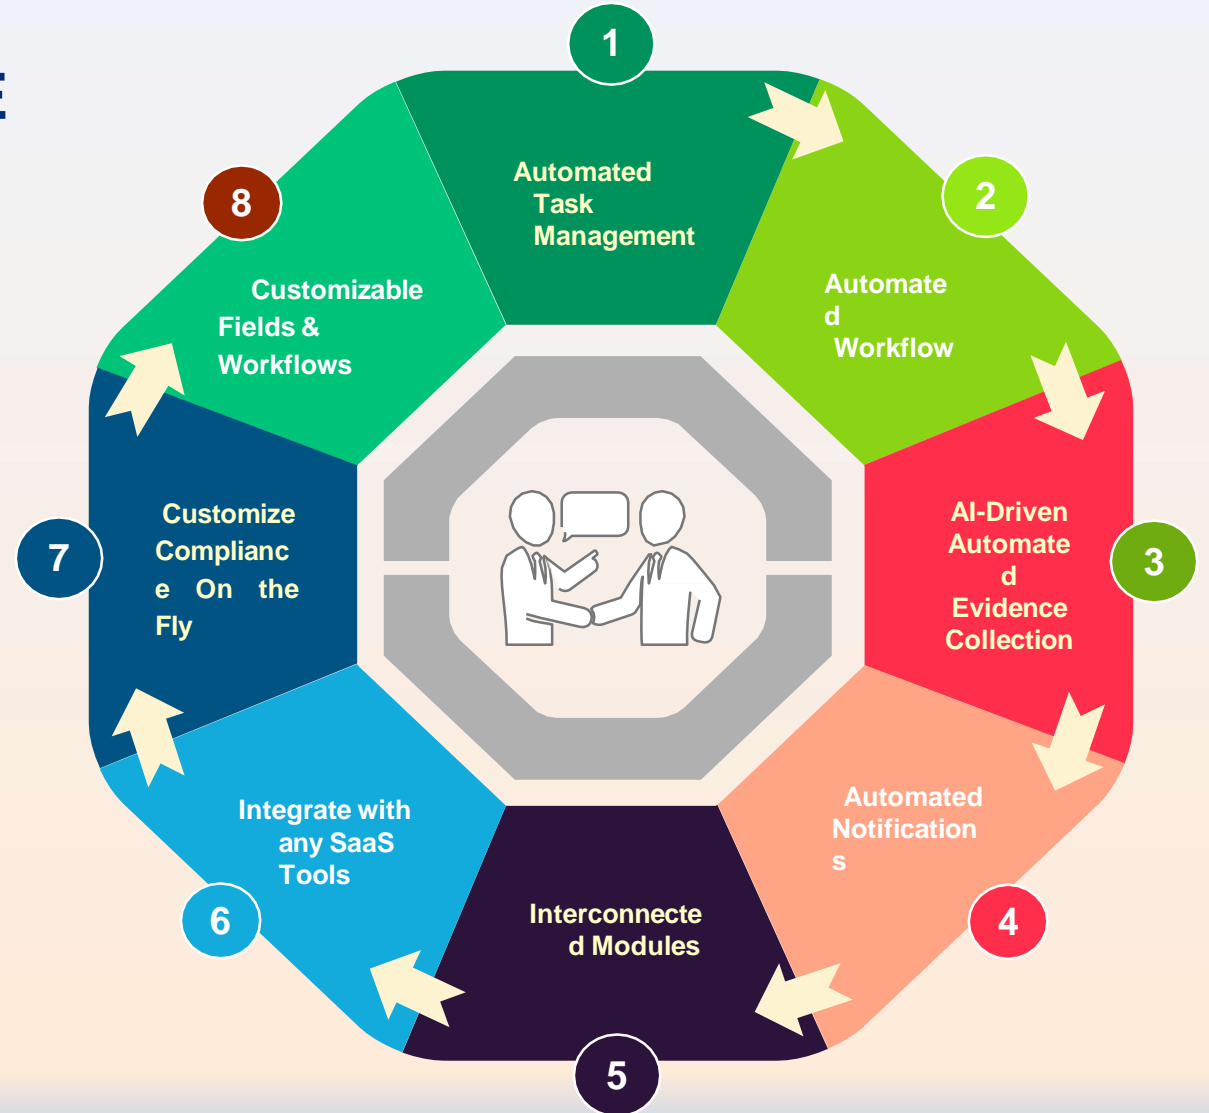 E
1
Automated
Task
Management
2
Automate
d
Workflow
3
AI-Driven
Automate
d
Evidence
Collection
4
Automated
Notification
s
5
Interconnecte
d Modules
6
Integrate with
any SaaS
Tools
7
Customize
Complianc
e On the
Fly
8
Customizable
Fields &
Workflows